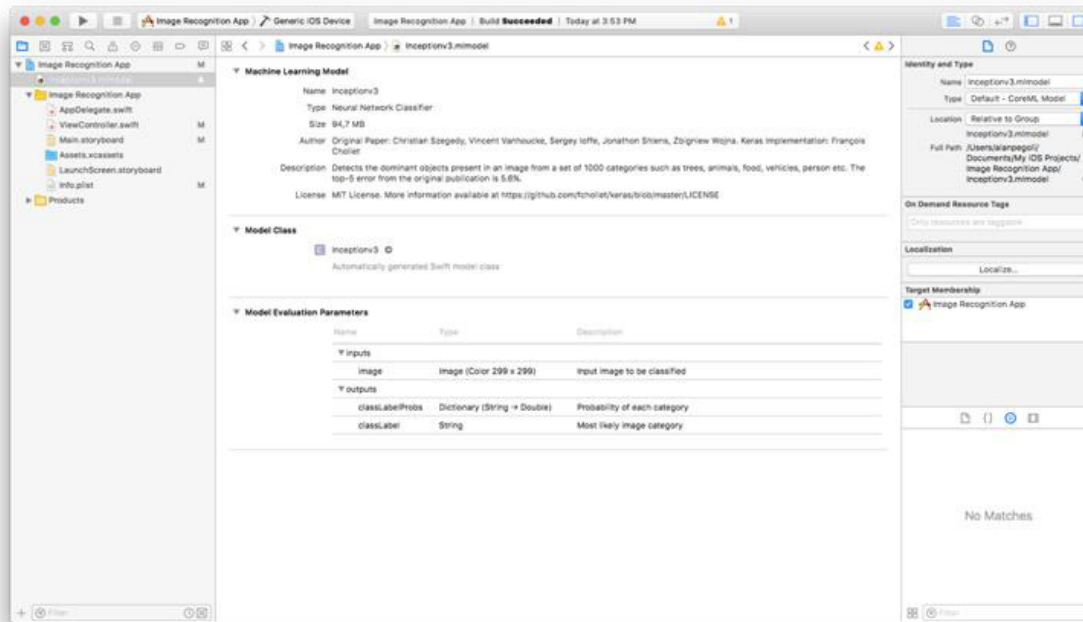 Image Recognition App
Generic iOS Device
Image Recognition App | Build Succeeded | Today at 3:53 PM
1
Image Recognition App
Inceptionv3.mlmodel
Image Recognition App M
Inceptionv3.mlmodel A
Image Recognition App
AppDelegate.swift
ViewController.swift M
Main.storyboard M
Assets.xcassets
LaunchScreen.storyboard
Info.plist M
Products
Filter
Machine Learning Model
Name Inceptionv3
Type Neural Network Classifier
Size 94,7 MB
Author Original Paper: Christian Szegedy, Vincent Vanhoucke, Sergey Ioffe, Jonathon Shlens, Zbigniew Wojna. Keras Implementation: François
Chollet
Description Detects the dominant objects present in an image from a set of 1000 categories such as trees, animals, food, vehicles, person etc. The
top-5 error from the original publication is 5.6%.
License MIT License. More information available at https://github.com/fchollet/keras/blob/master/LICENSE
Model Class
C Inceptionv3
Automatically generated Swift model class
Model Evaluation Parameters
Name Type Description
inputs
image Image (Color 299 x 299) Input image to be classified
outputs
classLabelProbs Dictionary (String → Double) Probability of each category
classLabel String Most likely image category
Identity and Type
Name Inceptionv3.mlmodel
Type Default - CoreML Model
Location Relative to Group
Inceptionv3.mlmodel
Full Path /Users/alanpegoli/
Documents/My iOS Projects/
Image Recognition App/
Inceptionv3.mlmodel
On Demand Resource Tags
Only resources are taggable
Localization
Localize...
Target Membership
Image Recognition App
No Matches
Filter